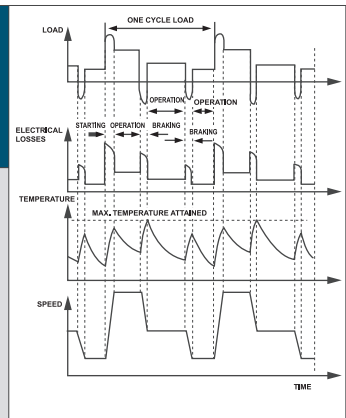 ONE CYCLE LOAD
LOAD
OPERATION
OPERATION
ELECTRICAL
LOSSES
STARTING OPERATION BRAKING
BRAKING
TEMPERATURE
MAX. TEMPERATURE ATTAINED
SPEED
TIME